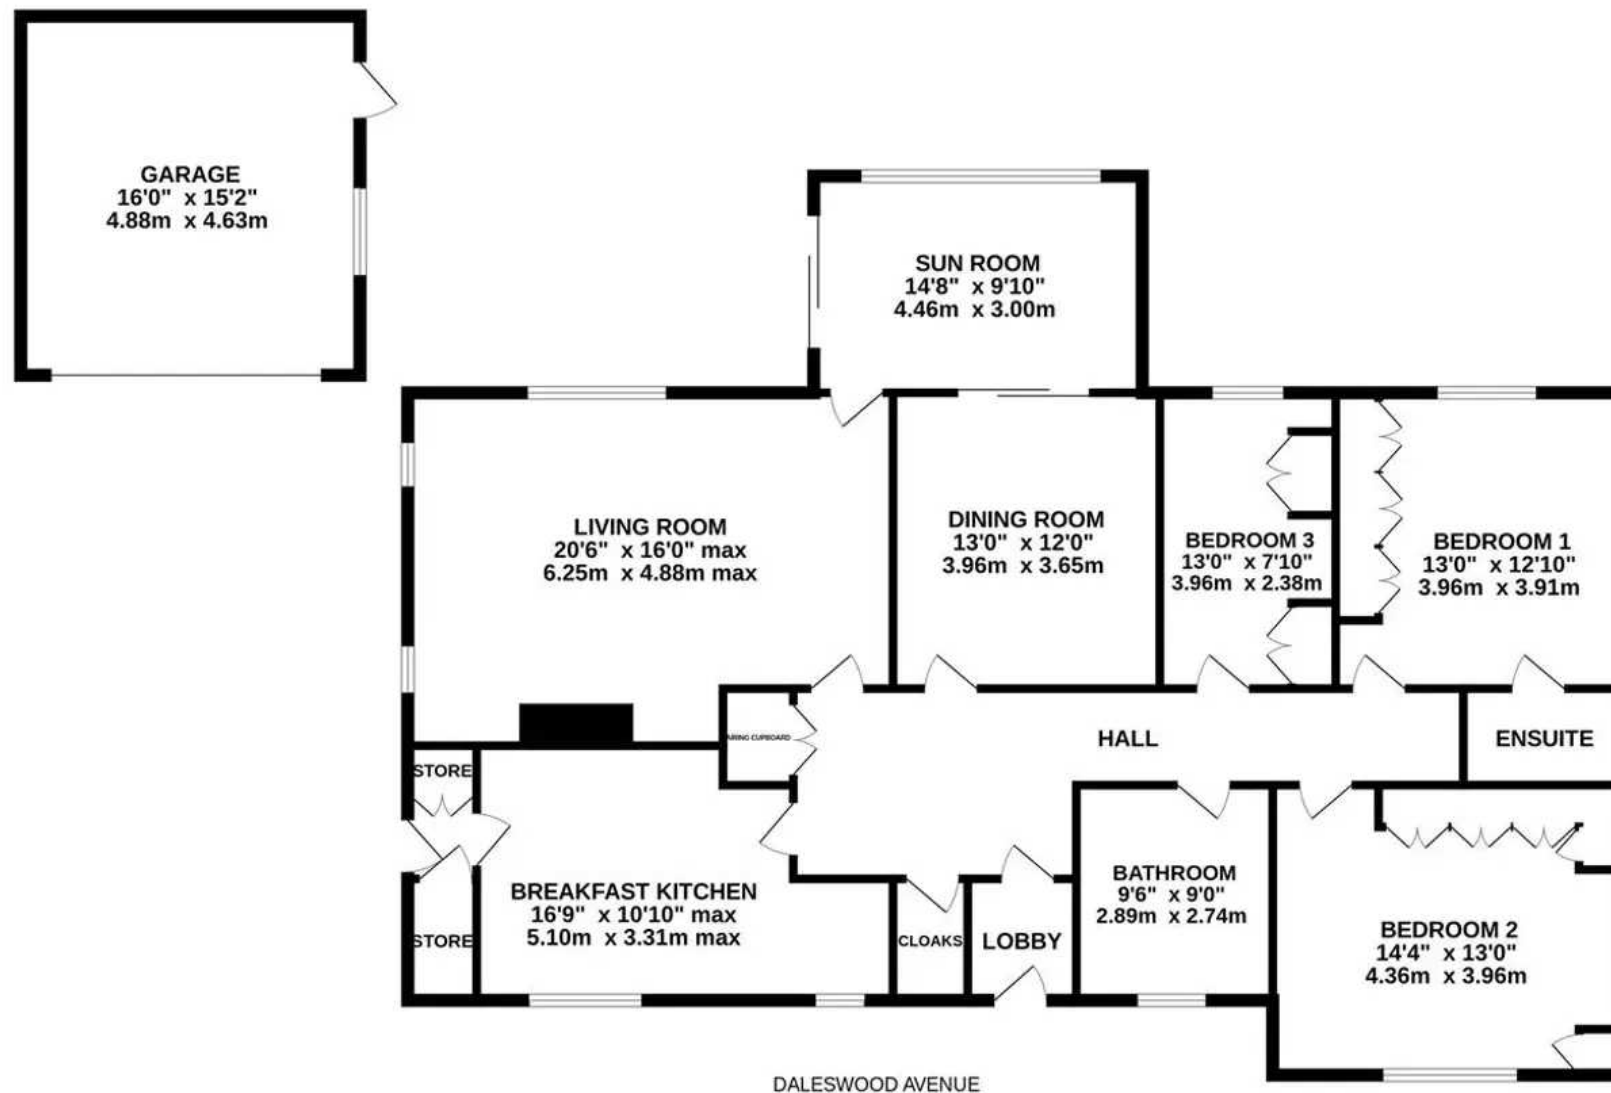 GARAGE
16'0" x 15'2"
4.88m x 4.63m
SUN ROOM
14'8" x 9'10"
4.46m x 3.00m
LIVING ROOM
20'6" x 16'0" max
6.25m x 4.88m max
DINING ROOM
13'0" x 12'0"
3.96m x 3.65m
BEDROOM 3
13'0" x 7'10"
3.96m x 2.38m
BEDROOM 1
13'0" x 12'10"
3.96m x 3.91m
AIRING CUPBOARD
HALL
ENSUITE
STORE
BREAKFAST KITCHEN
16'9" x 10'10" max
5.10m x 3.31m max
STORE
CLOAKS
LOBBY
BATHROOM
9'6" x 9'0"
2.89m x 2.74m
BEDROOM 2
14'4" x 13'0"
4.36m x 3.96m
DALESWOOD AVENUE